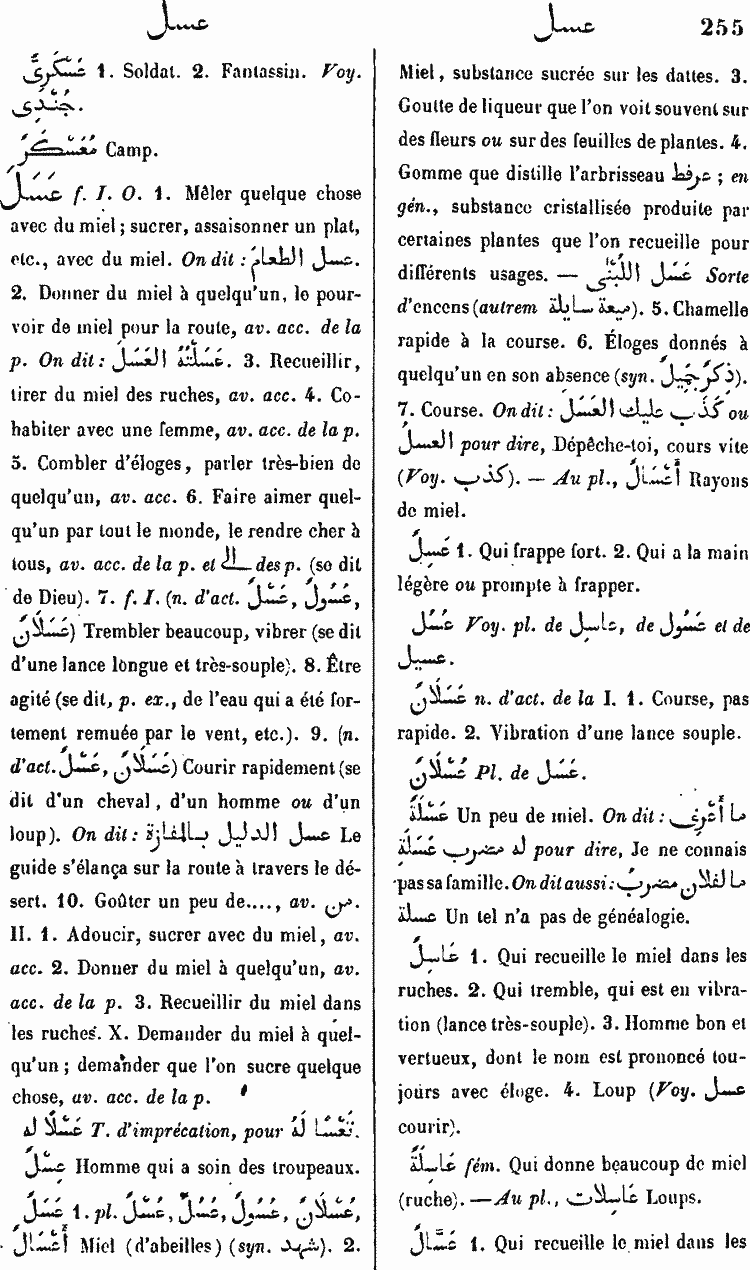 عسل
عسل 255
عَسْكَرِىٌّ 1. Soldat. 2. Fantassin. Voy.
جُنْدِى.
مُعَسْكَرٌ Camp.
عَسَلَ f. I. O. 1. Mêler quelque chose
avec du miel; sucrer, assaisonner un plat,
etc., avec du miel. On dit : عسل الطعامَ.
2. Donner du miel à quelqu'un, le pour-
voir de miel pour la route, av. acc. de la
p. On dit : عَسَلْتُهُ العَسَلَ. 3. Recueillir,
tirer du miel des ruches, av. acc. 4. Co-
habiter avec une femme, av. acc. de la p.
5. Combler d'éloges, parler très-bien de
quelqu'un, av. acc. 6. Faire aimer quel-
qu'un par tout le monde, le rendre cher à
tous, av. acc. de la p. et الى des p. (se dit
de Dieu). 7. f. I. (n. d'act. عَسْلٌ, عُسُولٌ,
عَسَلَانٌ) Trembler beaucoup, vibrer (se dit
d'une lance longue et très-souple). 8. Être
agité (se dit, p. ex., de l'eau qui a été for-
tement remuée par le vent, etc.). 9. (n.
d'act. عَسَلٌ, عَسَلَانٌ) Courir rapidement (se
dit d'un cheval, d'un homme ou d'un
loup). On dit : عسل الدليل بالمفازة Le
guide s'élança sur la route à travers le dé-
sert. 10. Goûter un peu de...., av. من.
II. 1. Adoucir, sucrer avec du miel, av.
acc. 2. Donner du miel à quelqu'un, av.
acc. de la p. 3. Recueillir du miel dans
les ruches. X. Demander du miel à quel-
qu'un; demander que l'on sucre quelque
chose, av. acc. de la p.
عَسْلًا له T. d'imprécation, pour تَعْسًا لَهُ.
عِسْلٌ Homme qui a soin des troupeaux.
عَسَلٌ 1. pl. عُسْلٌ, عُسُلٌ, عُسُولٌ, عُسْلَانٌ,
أَعْسَالٌ Miel (d'abeilles) (syn. شهد). 2.
Miel, substance sucrée sur les dattes. 3.
Goutte de liqueur que l'on voit souvent sur
des fleurs ou sur des feuilles de plantes. 4.
Gomme que distille l'arbrisseau عرفط; en
gén., substance cristallisée produite par
certaines plantes que l'on recueille pour
différents usages. — عَسَل اللُبْنَى Sorte
d'encens (autrem ميعة سايلة). 5. Chamelle
rapide à la course. 6. Éloges donnés à
quelqu'un en son absence (syn. ذِكْرٌ جَمِيلٌ).
7. Course. On dit : كَذَب عليك العَسَلَ ou
العسلُ pour dire, Dépêche-toi, cours vite
(Voy. كذب). — Au pl., أَعْسَالٌ Rayons
de miel.
عَسِلٌ 1. Qui frappe fort. 2. Qui a la main
légère ou prompte à frapper.
عُسُل Voy. pl. de عاسل, de عَسُول et de
عسيل.
عَسَلَانٌ n. d'act. de la I. 1. Course, pas
rapide. 2. Vibration d'une lance souple.
عُسْلَانٌ Pl. de عَسَل.
عَسَلَةٌ Un peu de miel. On dit : ما أَعْرِفُ
له مضرب عَسَلَة pour dire, Je ne connais
pas sa famille. On dit aussi : ما لفلان مضربُ
عسلة Un tel n'a pas de généalogie.
عَاسِلٌ 1. Qui recueille le miel dans les
ruches. 2. Qui tremble, qui est en vibra-
tion (lance très-souple). 3. Homme bon et
vertueux, dont le nom est prononcé tou-
jours avec éloge. 4. Loup (Voy. عسل
courir).
عَاسِلَةٌ fém. Qui donne beaucoup de miel
(ruche). — Au pl., عَاسِلات Loups.
عَسَّالٌ 1. Qui recueille le miel dans les